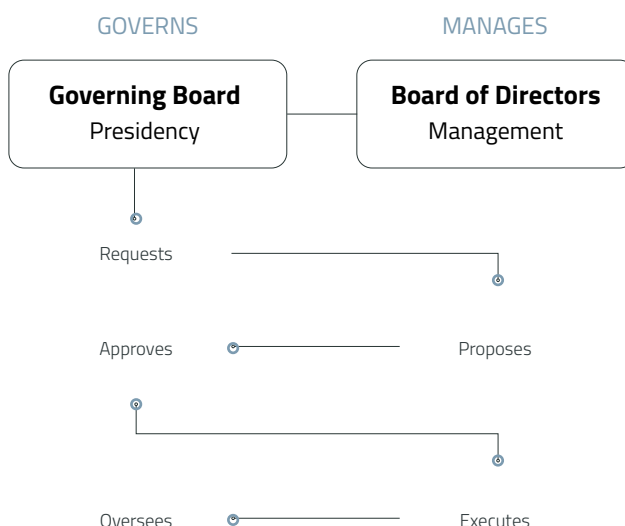 GOVERNS
MANAGES
Governing Board
Presidency
Board of Directors
Management
Requests
Approves
Proposes
Oversees
Executes